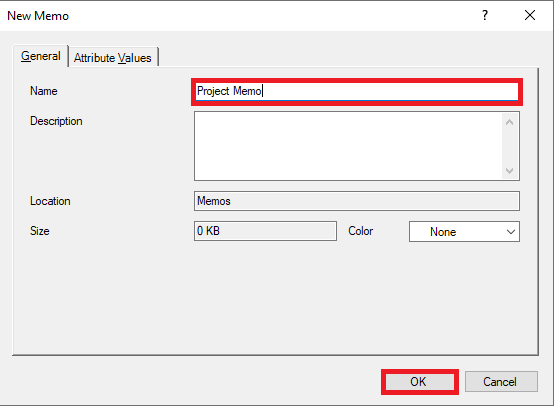 New Memo
?
General
Attribute Values
Name
Project Memo
Description
Location
Memos
Size
0 KB
Color
None
OK
Cancel